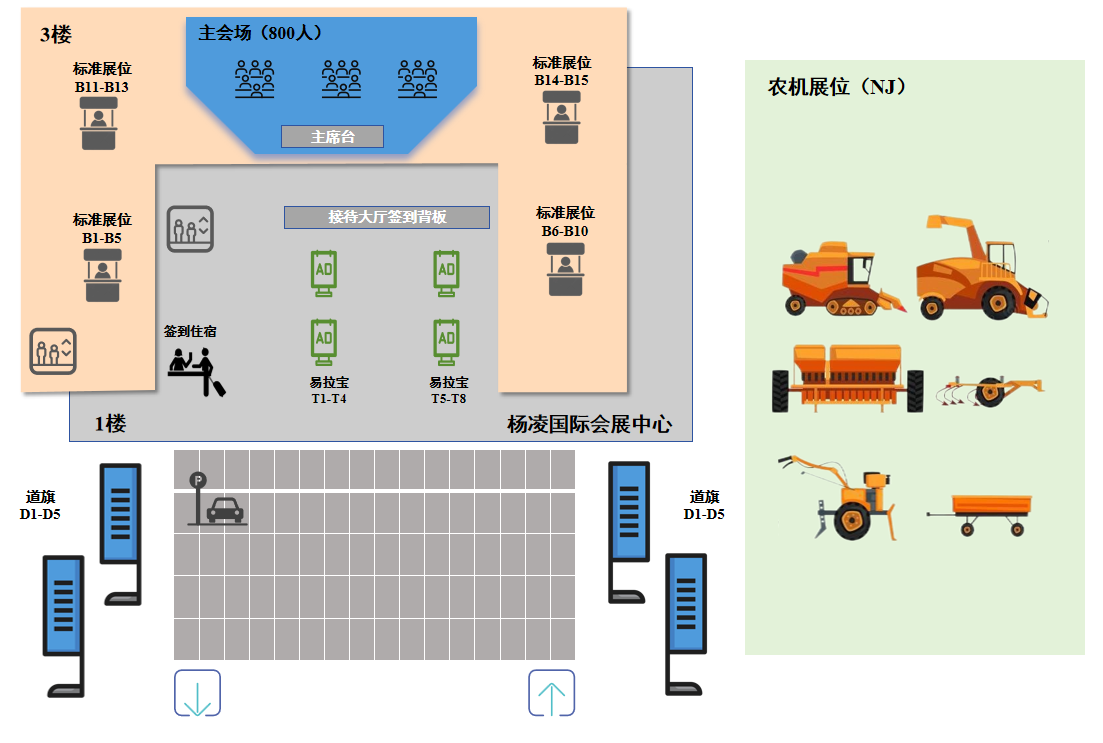 3楼
主会场（800人）
标准展位
B11-B13
标准展位
B14-B15
主席台
农机展位（NJ）
标准展位
B1-B5
接待大厅签到背板
标准展位
B6-B10
AD
AD
签到住宿
AD
AD
易拉宝
T1-T4
易拉宝
T5-T8
1楼
杨凌国际会展中心
道旗
D1-D5
P
道旗
D1-D5